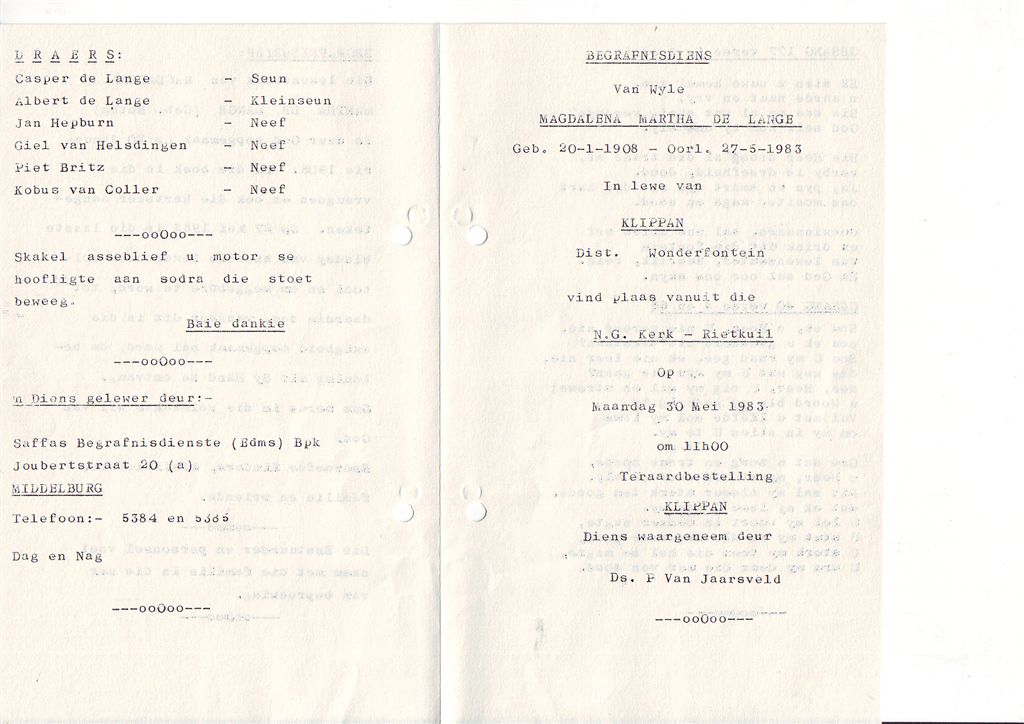 D R A E R S:
Casper de Lange – Seun
Albert de Lange – Kleinseun
Jan Hepburn – Neef
Giel van Helsdingen – Neef
Piet Britz – Neef
Kobus van Coller – Neef
---ooOoo---
Skakel asseblief u motor se
hoofligte aan sodra die stoet
beweeg.
Baie dankie
---ooOoo---
'n Diens gelewer deur:-
Saffas Begrafnisdienste (Edms) Bpk
Joubertstraat 20 (a)
MIDDELBURG
Telefoon:- 5384 en 5385
Dag en Nag
---ooOoo---
BEGRAFNISDIENS
Van Wyle
MAGDALENA MARTHA DE LANGE
Geb. 20-1-1908 – Oorl. 27-5-1983
In lewe van
KLIPPAN
Dist. Wonderfontein
vind plaas vanuit die
N.G. Kerk – Rietkuil
Op
Maandag 30 Mei 1983
om 11h00
Teraardbestelling
KLIPPAN
Diens waargeneem deur
Ds. P Van Jaarsveld
---ooOoo---